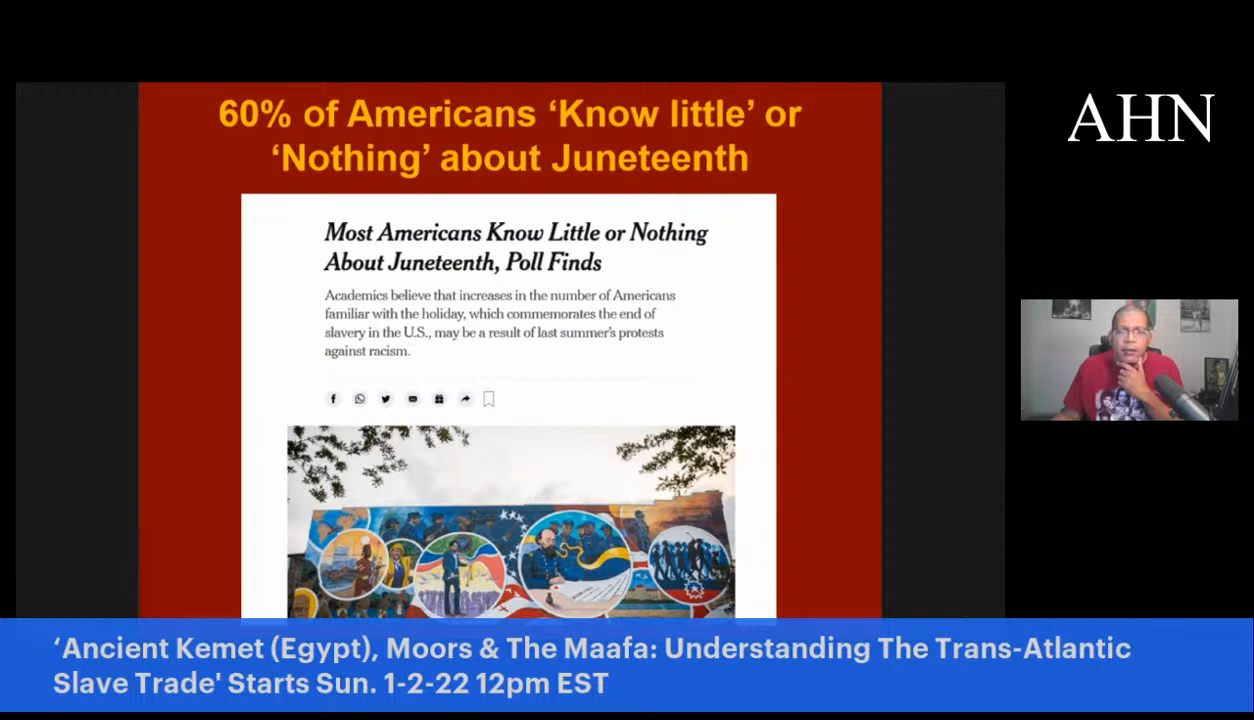 60% of Americans ‘Know little’ or
‘Nothing’ about Juneteenth
AHN
Most Americans Know Little or Nothing
About Juneteenth, Poll Finds
Academics believe that increases in the number of Americans
familiar with the holiday, which commemorates the end of
slavery in the U.S., may be a result of last summer’s protests
against racism.
‘Ancient Kemet (Egypt), Moors & The Maafa: Understanding The Trans-Atlantic
Slave Trade' Starts Sun. 1-2-22 12pm EST